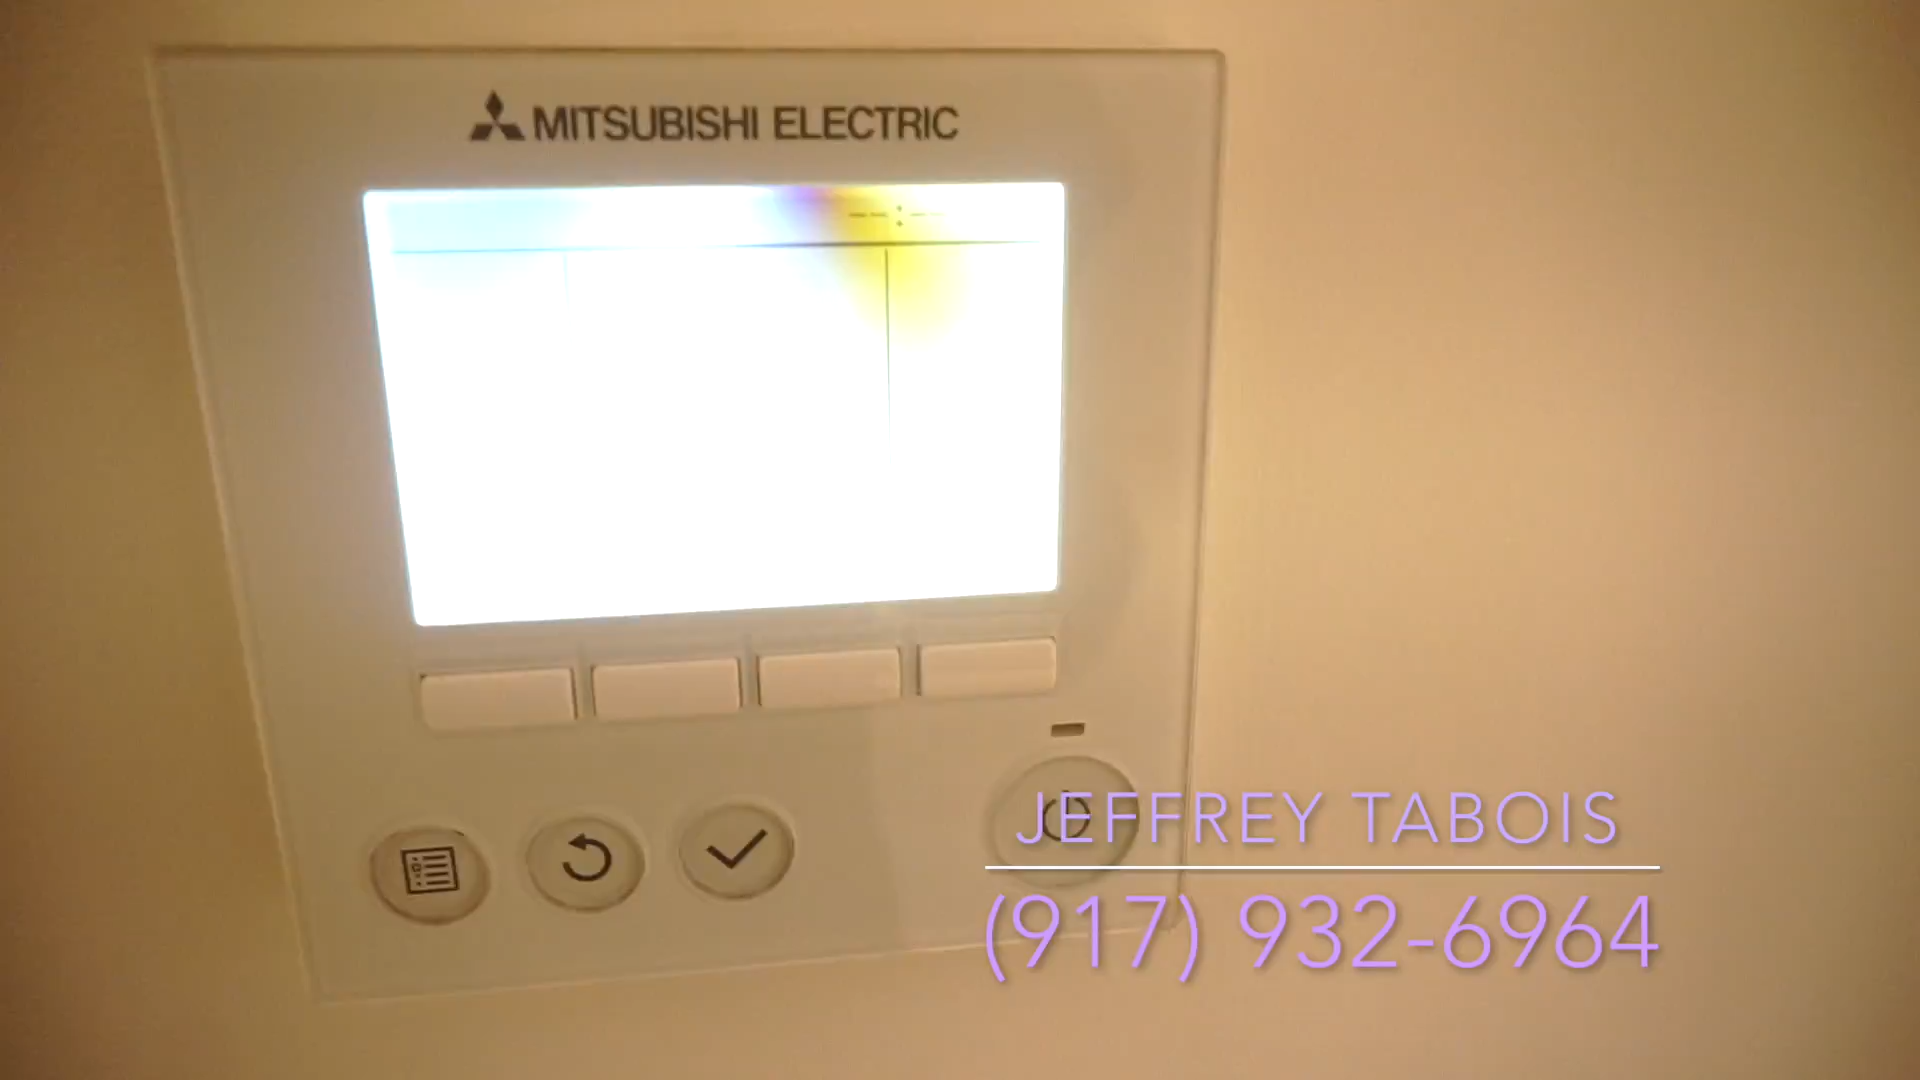 MITSUBISHI ELECTRIC
--:--
JEFFREY TABOIS
(917) 932-6964